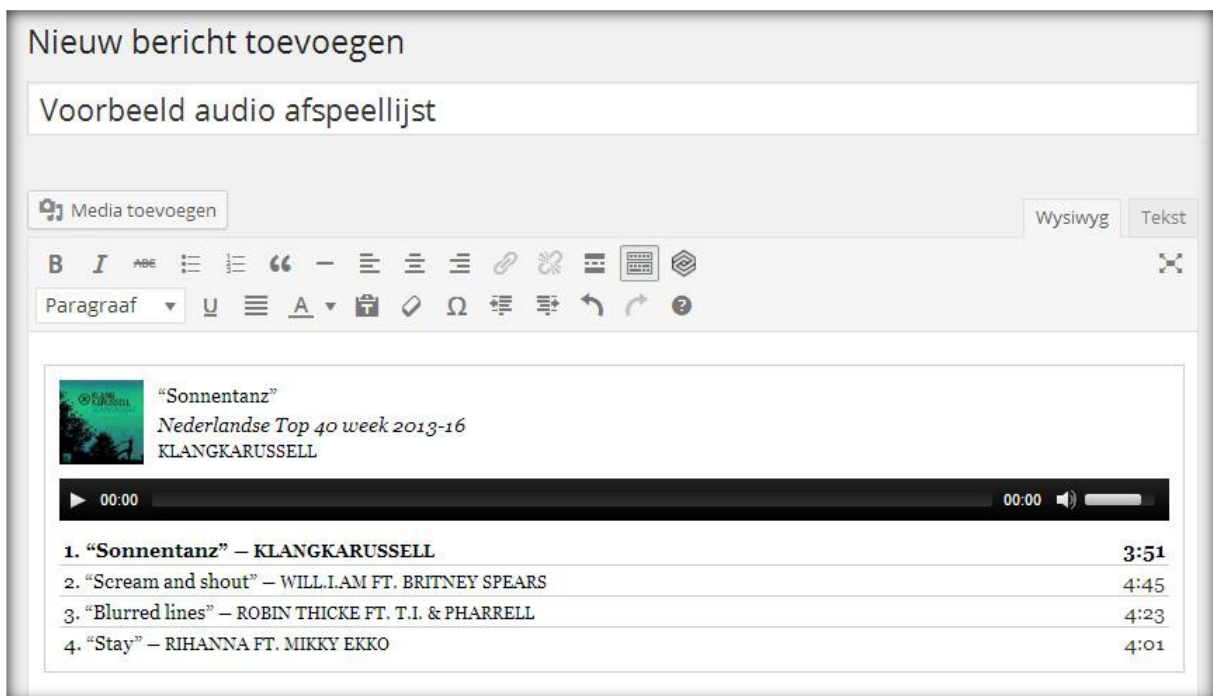 Nieuw bericht toevoegen
Voorbeeld audio afspeellijst
Media toevoegen
Wysiwyg Tekst
B I ABC
Paragraaf U A T Ω ?
“Sonnentanz”
Nederlandse Top 40 week 2013-16
KLANGKARUSSELL
00:00 00:00
1. “Sonnentanz” — KLANGKARUSSELL 3:51
2. “Scream and shout” — WILL.I.AM FT. BRITNEY SPEARS 4:45
3. “Blurred lines” — ROBIN THICKE FT. T.I. & PHARRELL 4:23
4. “Stay” — RIHANNA FT. MIKKY EKKO 4:01